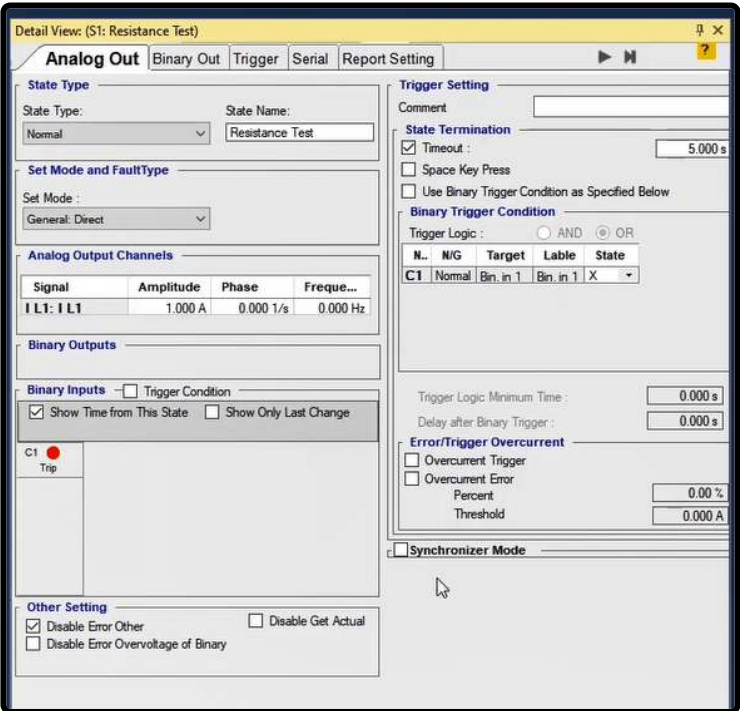 Detail View: (S1: Resistance Test)
Analog Out Binary Out Trigger Serial Report Setting
?
State Type
State Type: State Name:
Normal Resistance Test
Set Mode and FaultType
Set Mode :
General: Direct
Analog Output Channels
Signal Amplitude Phase Freque...
I L1: I L1 1.000 A 0.000 1/s 0.000 Hz
Binary Outputs
Binary Inputs Trigger Condition
Show Time from This State Show Only Last Change
C1
Trip
Other Setting
Disable Error Other Disable Get Actual
Disable Error Overvoltage of Binary
Trigger Setting
Comment
State Termination
Timeout : 5.000 s
Space Key Press
Use Binary Trigger Condition as Specified Below
Binary Trigger Condition
Trigger Logic : AND OR
N.. N/G Target Lable State
C1 Normal Bin. in 1 Bin. in 1 X
Trigger Logic Minimum Time : 0.000 s
Delay after Binary Trigger : 0.000 s
Error/Trigger Overcurrent
Overcurrent Trigger
Overcurrent Error
Percent 0.00 %
Threshold 0.000 A
Synchronizer Mode